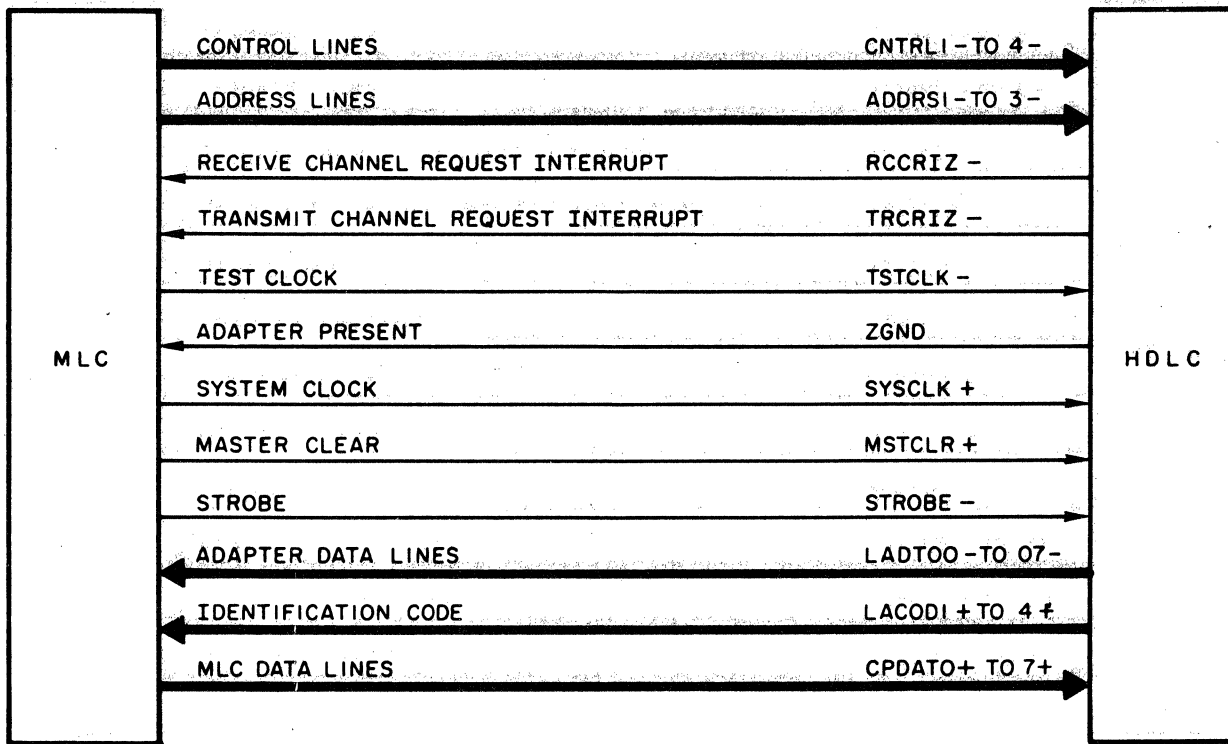 CONTROL LINES CNTRL1- TO 4-
ADDRESS LINES ADDRS1- TO 3-
RECEIVE CHANNEL REQUEST INTERRUPT RCCRIZ-
TRANSMIT CHANNEL REQUEST INTERRUPT TRCRIZ-
TEST CLOCK TSTCLK-
ADAPTER PRESENT ZGND
MLC HDLC
SYSTEM CLOCK SYSCLK+
MASTER CLEAR MSTCLR+
STROBE STROBE-
ADAPTER DATA LINES LADT00- TO 07-
IDENTIFICATION CODE LACOD1+ TO 4+
MLC DATA LINES CPDAT0+ TO 7+